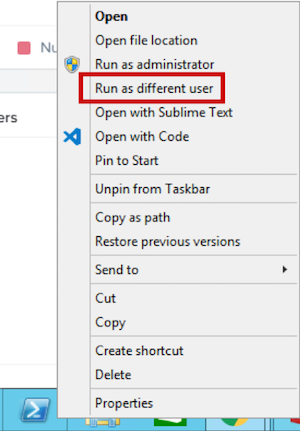 Open
Nu
Open file location
Run as administrator
Run as different user
ers
Open with Sublime Text
Open with Code
Pin to Start
Unpin from Taskbar
Copy as path
Restore previous versions
Send to
Cut
Copy
Create shortcut
Delete
Properties